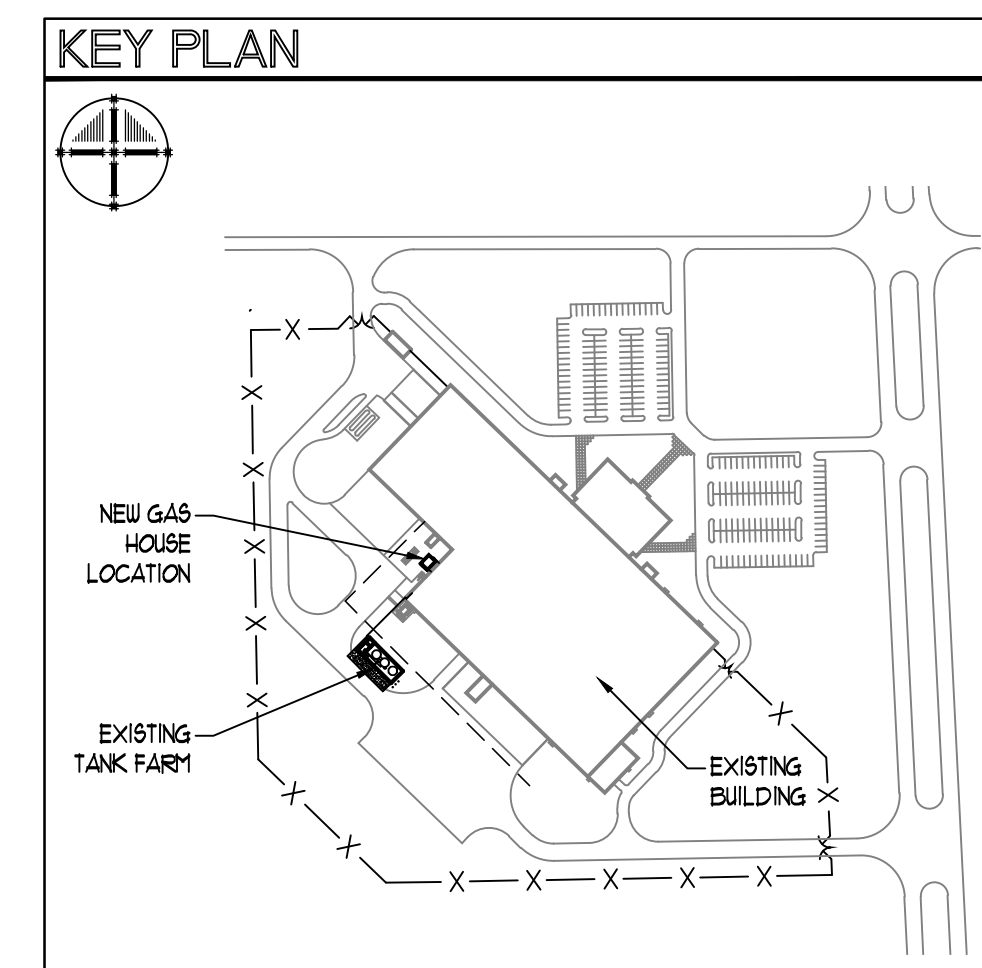 KEY PLAN
NEW GAS
HOUSE
LOCATION
EXISTING
TANK FARM
EXISTING
BUILDING